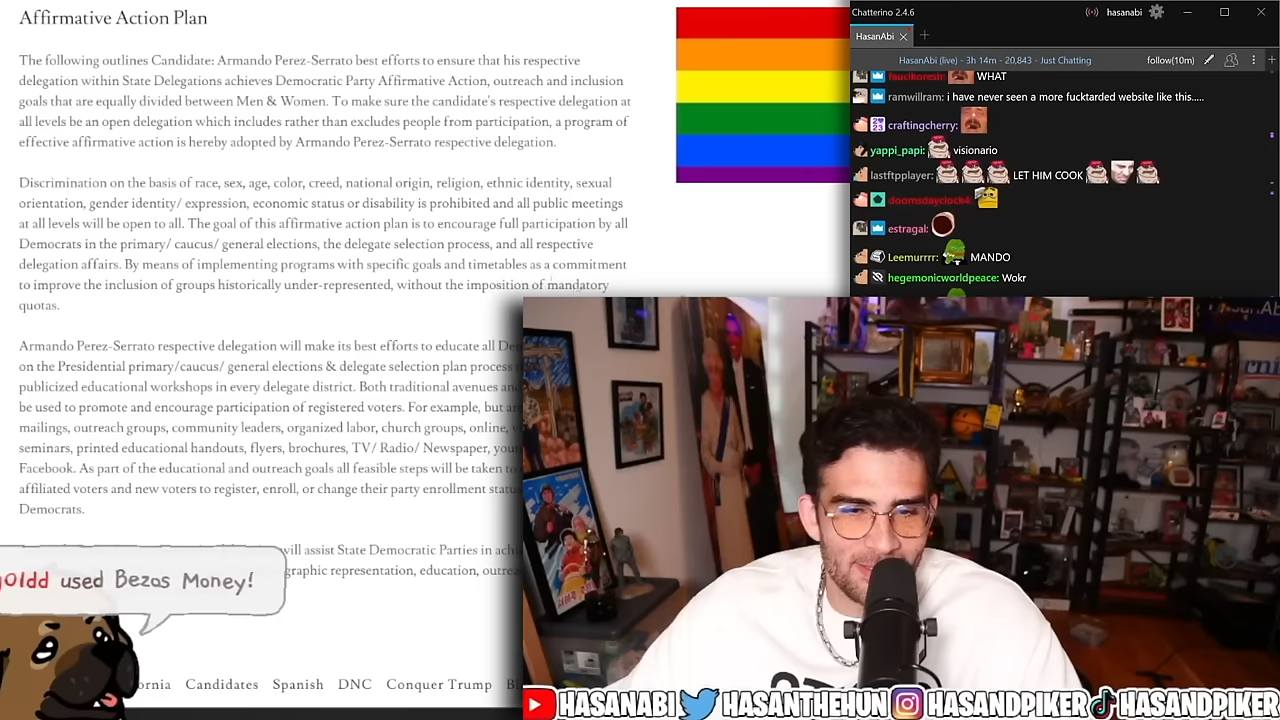 Affirmative Action Plan
The following outlines Candidate: Armando Perez-Serrato best efforts to ensure that his respective
delegation within State Delegations achieves Democratic Party Affirmative Action, outreach and inclusion
goals that are equally divided between Men & Women. To make sure the candidate's respective delegation at
all levels be an open delegation which includes rather than excludes people from participation, a program of
effective affirmative action is hereby adopted by Armando Perez-Serrato respective delegation.
Discrimination on the basis of race, sex, age, color, creed, national origin, religion, ethnic identity, sexual
orientation, gender identy/ expression, economic status or disability is prohibited and all public meetings
at all levels will be open to all. The goal of this affirmative action plan is to encourage full participation by all
Democrats in the primary/ caucus/ general elections, the delegate selection process, and all respective
delegation affairs. By means of implementing programs with specific goals and timetables as a commitment
to improve the inclusion of groups historically under-represented, without the imposition of mandatory
quotas.
Armando Perez-Serrato respective delegation will make its best efforts to educate all
on the Presidential primary/caucus/ general elections & delegate selection plan process
publicized educational workshops in every delegate district. Both traditional avenues
be used to promote and encourage participation of registered voters. For example, but
mailings, outreach groups, community leaders, organized labor, church groups, online,
seminars, printed educational handouts, flyers, brochures, TV/ Radio/ Newspaper,
Facebook. As part of the educational and outreach goals all feasible steps will be taken
affiliated voters and new voters to register, enroll, or change their party enrollment
Democrats.
will assist State Democratic Parties in
graphic representation, education,
oldd used Bezos Money!
Candidates Spanish DNC Conquer Trump
Chatterino 2.4.6
hasanabi
HasanAbi
HasanAbi (live) - 3h 14m - 20,843 - Just Chatting
follow(10m)
WHAT
ramwillram: i have never seen a more fucktarded website like this.....
craftingcherry:
yappi_papi: visionario
lastftpplayer: LET HIM COOK
doomsdayclock4:
estragal:
Leemurrrr: MANDO
hegemonicworldpeace: Wokr
HASANABI HASANTHEHUN HASANDPIKER HASANDPIKER